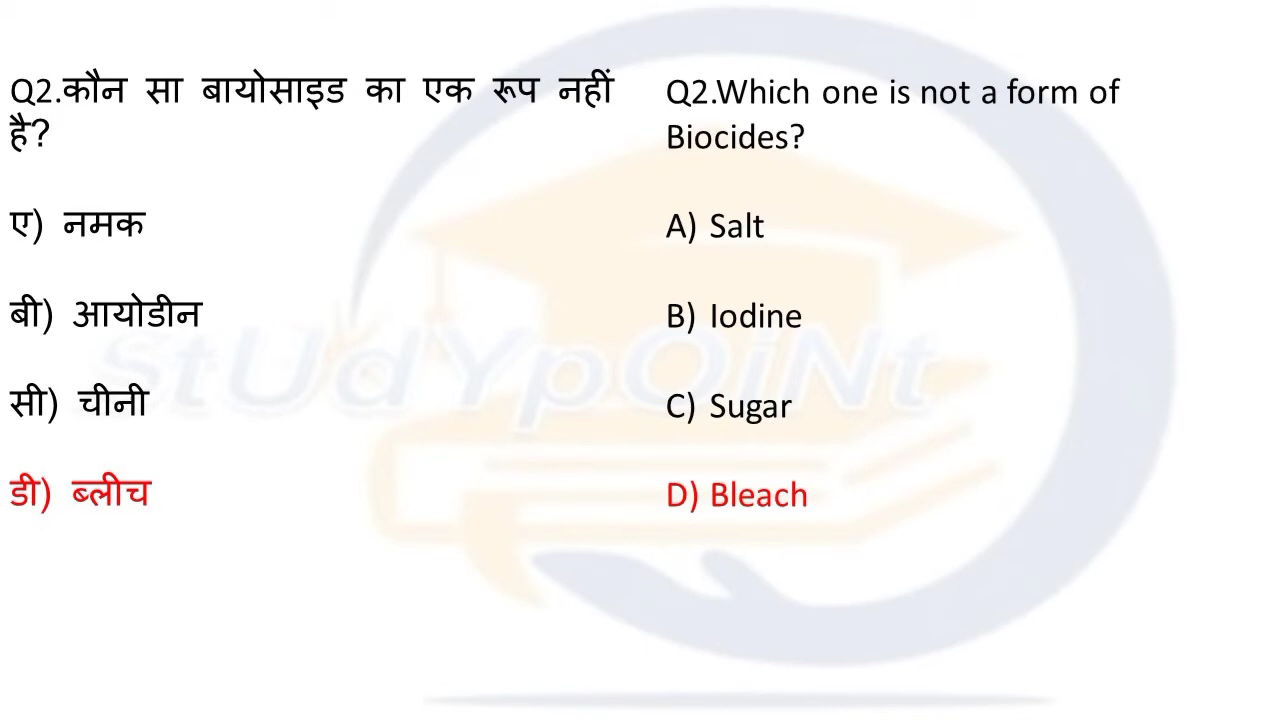 Q2.कौन सा बायोसाइड का एक रूप नहीं
है?
ए) नमक
बी) आयोडीन
सी) चीनी
डी) ब्लीच
Q2.Which one is not a form of
Biocides?
A) Salt
B) Iodine
C) Sugar
D) Bleach
StUdYpOiNt